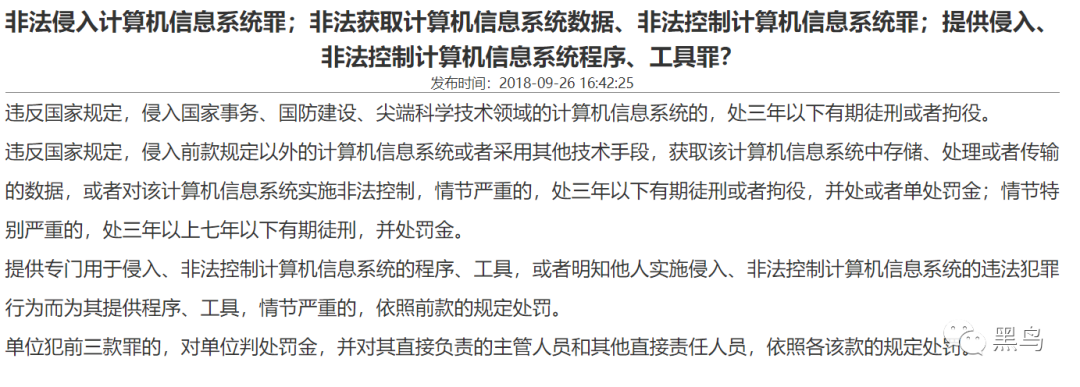 非法侵入计算机信息系统罪；非法获取计算机信息系统数据、非法控制计算机信息系统罪；提供侵入、
非法控制计算机信息系统程序、工具罪？
发布时间：2018-09-26 16:42:25
违反国家规定，侵入国家事务、国防建设、尖端科学技术领域的计算机信息系统的，处三年以下有期徒刑或者拘役。
违反国家规定，侵入前款规定以外的计算机信息系统或者采用其他技术手段，获取该计算机信息系统中存储、处理或者传输
的数据，或者对该计算机信息系统实施非法控制，情节严重的，处三年以下有期徒刑或者拘役，并处或者单处罚金；情节特
别严重的，处三年以上七年以下有期徒刑，并处罚金。
提供专门用于侵入、非法控制计算机信息系统的程序、工具，或者明知他人实施侵入、非法控制计算机信息系统的违法犯罪
行为而为其提供程序、工具，情节严重的，依照前款的规定处罚。
单位犯前三款罪的，对单位判处罚金，并对其直接负责的主管人员和其他直接责任人员，依照各该款的规定处罚。
黑鸟